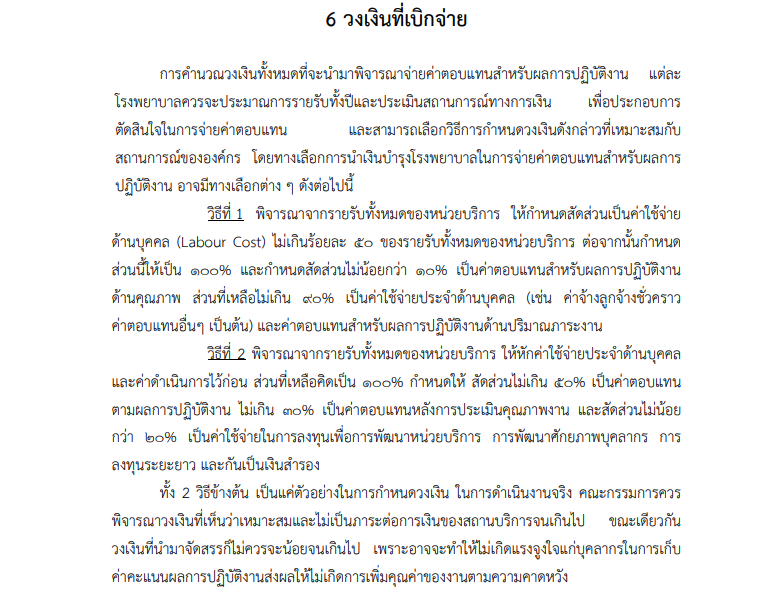 6 วงเงินที่เบิกจ่าย
การคำนวณวงเงินทั้งหมดที่จะนำมาพิจารณาจ่ายค่าตอบแทนสำหรับผลการปฏิบัติงาน แต่ละ
โรงพยาบาลควรจะประมาณการรายรับทั้งปีและประเมินสถานการณ์ทางการเงิน เพื่อประกอบการ
ตัดสินใจในการจ่ายค่าตอบแทน และสามารถเลือกวิธีการกำหนดวงเงินดังกล่าวที่เหมาะสมกับ
สถานการณ์ขององค์กร โดยทางเลือกการนำเงินบำรุงโรงพยาบาลในการจ่ายค่าตอบแทนสำหรับผลการ
ปฏิบัติงาน อาจมีทางเลือกต่าง ๆ ดังต่อไปนี้
วิธีที่ 1 พิจารณาจากรายรับทั้งหมดของหน่วยบริการ ให้กำหนดสัดส่วนเป็นค่าใช้จ่าย
ด้านบุคคล (Labour Cost) ไม่เกินร้อยละ ๕๐ ของรายรับทั้งหมดของหน่วยบริการ ต่อจากนั้นกำหนด
ส่วนนี้ให้เป็น ๑๐๐% และกำหนดสัดส่วนไม่น้อยกว่า ๑๐% เป็นค่าตอบแทนสำหรับผลการปฏิบัติงาน
ด้านคุณภาพ ส่วนที่เหลือไม่เกิน ๙๐% เป็นค่าใช้จ่ายประจำด้านบุคคล (เช่น ค่าจ้างลูกจ้างชั่วคราว
ค่าตอบแทนอื่นๆ เป็นต้น) และค่าตอบแทนสำหรับผลการปฏิบัติงานด้านปริมาณภาระงาน
วิธีที่ 2 พิจารณาจากรายรับทั้งหมดของหน่วยบริการ ให้หักค่าใช้จ่ายประจำด้านบุคคล
และค่าดำเนินการไว้ก่อน ส่วนที่เหลือคิดเป็น ๑๐๐% กำหนดให้ สัดส่วนไม่เกิน ๕๐% เป็นค่าตอบแทน
ตามผลการปฏิบัติงาน ไม่เกิน ๓๐% เป็นค่าตอบแทนหลังการประเมินคุณภาพงาน และสัดส่วนไม่น้อย
กว่า ๒๐% เป็นค่าใช้จ่ายในการลงทุนเพื่อการพัฒนาหน่วยบริการ การพัฒนาศักยภาพบุคลากร การ
ลงทุนระยะยาว และกันเป็นเงินสำรอง
ทั้ง 2 วิธีข้างต้น เป็นแค่ตัวอย่างในการกำหนดวงเงิน ในการดำเนินงานจริง คณะกรรมการควร
พิจารณาวงเงินที่เห็นว่าเหมาะสมและไม่เป็นภาระต่อการเงินของสถานบริการจนเกินไป ขณะเดียวกัน
วงเงินที่นำมาจัดสรรก็ไม่ควรจะน้อยจนเกินไป เพราะอาจจะทำให้ไม่เกิดแรงจูงใจแก่บุคลากรในการเก็บ
ค่าคะแนนผลการปฏิบัติงานส่งผลให้ไม่เกิดการเพิ่มคุณค่าของงานตามความคาดหวัง